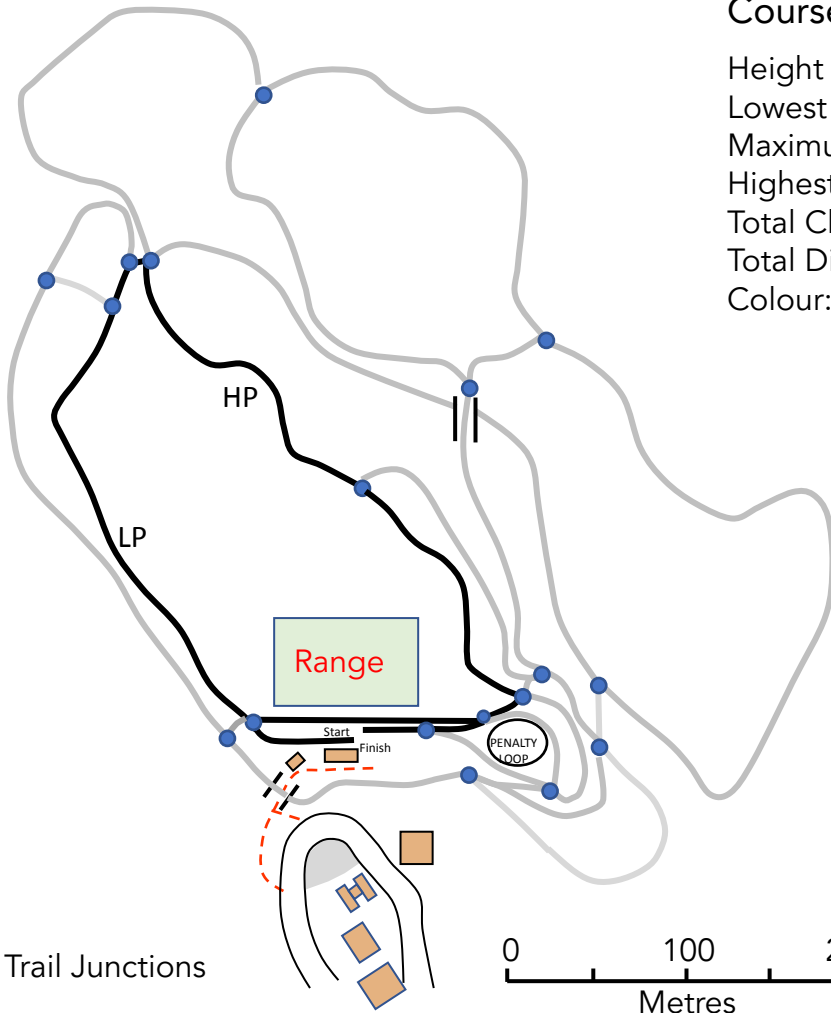 Course
Height
Lowest
Maximu
Highest
Total Cl
Total Di
Colour:
HP
LP
Range
Start
Finish
PENALTY
LOOP
Trail Junctions
0
100
2
Metres